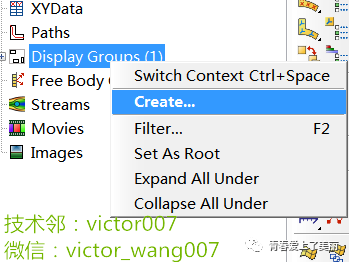 XYData
Paths
Display Groups (1)
Free Body C
Streams
Movies
Images
Switch Context Ctrl+Space
Create...
Filter... F2
Set As Root
Expand All Under
Collapse All Under
技术邻：victor007
微信：victor_wang007
青春爱上了美丽